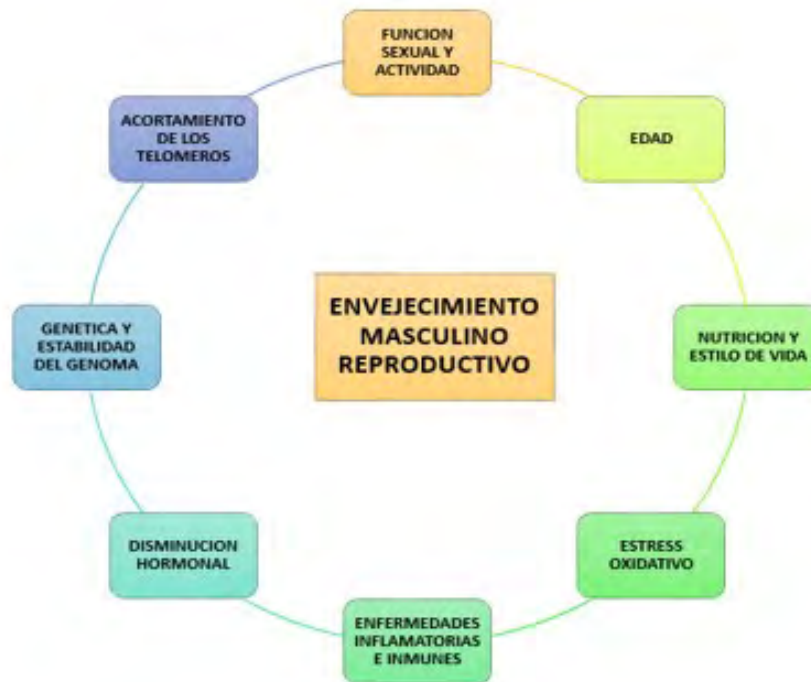 FUNCION
SEXUAL Y
ACTIVIDAD
ACORTAMIENTO
DE LOS
TELOMEROS
EDAD
ENVEJECIMIENTO
MASCULINO
REPRODUCTIVO
GENETICA Y
ESTABILIDAD
DEL GENOMA
NUTRICION Y
ESTILO DE VIDA
DISMINUCION
HORMONAL
ESTRESS
OXIDATIVO
ENFERMEDADES
INFLAMATORIAS
E INMUNES